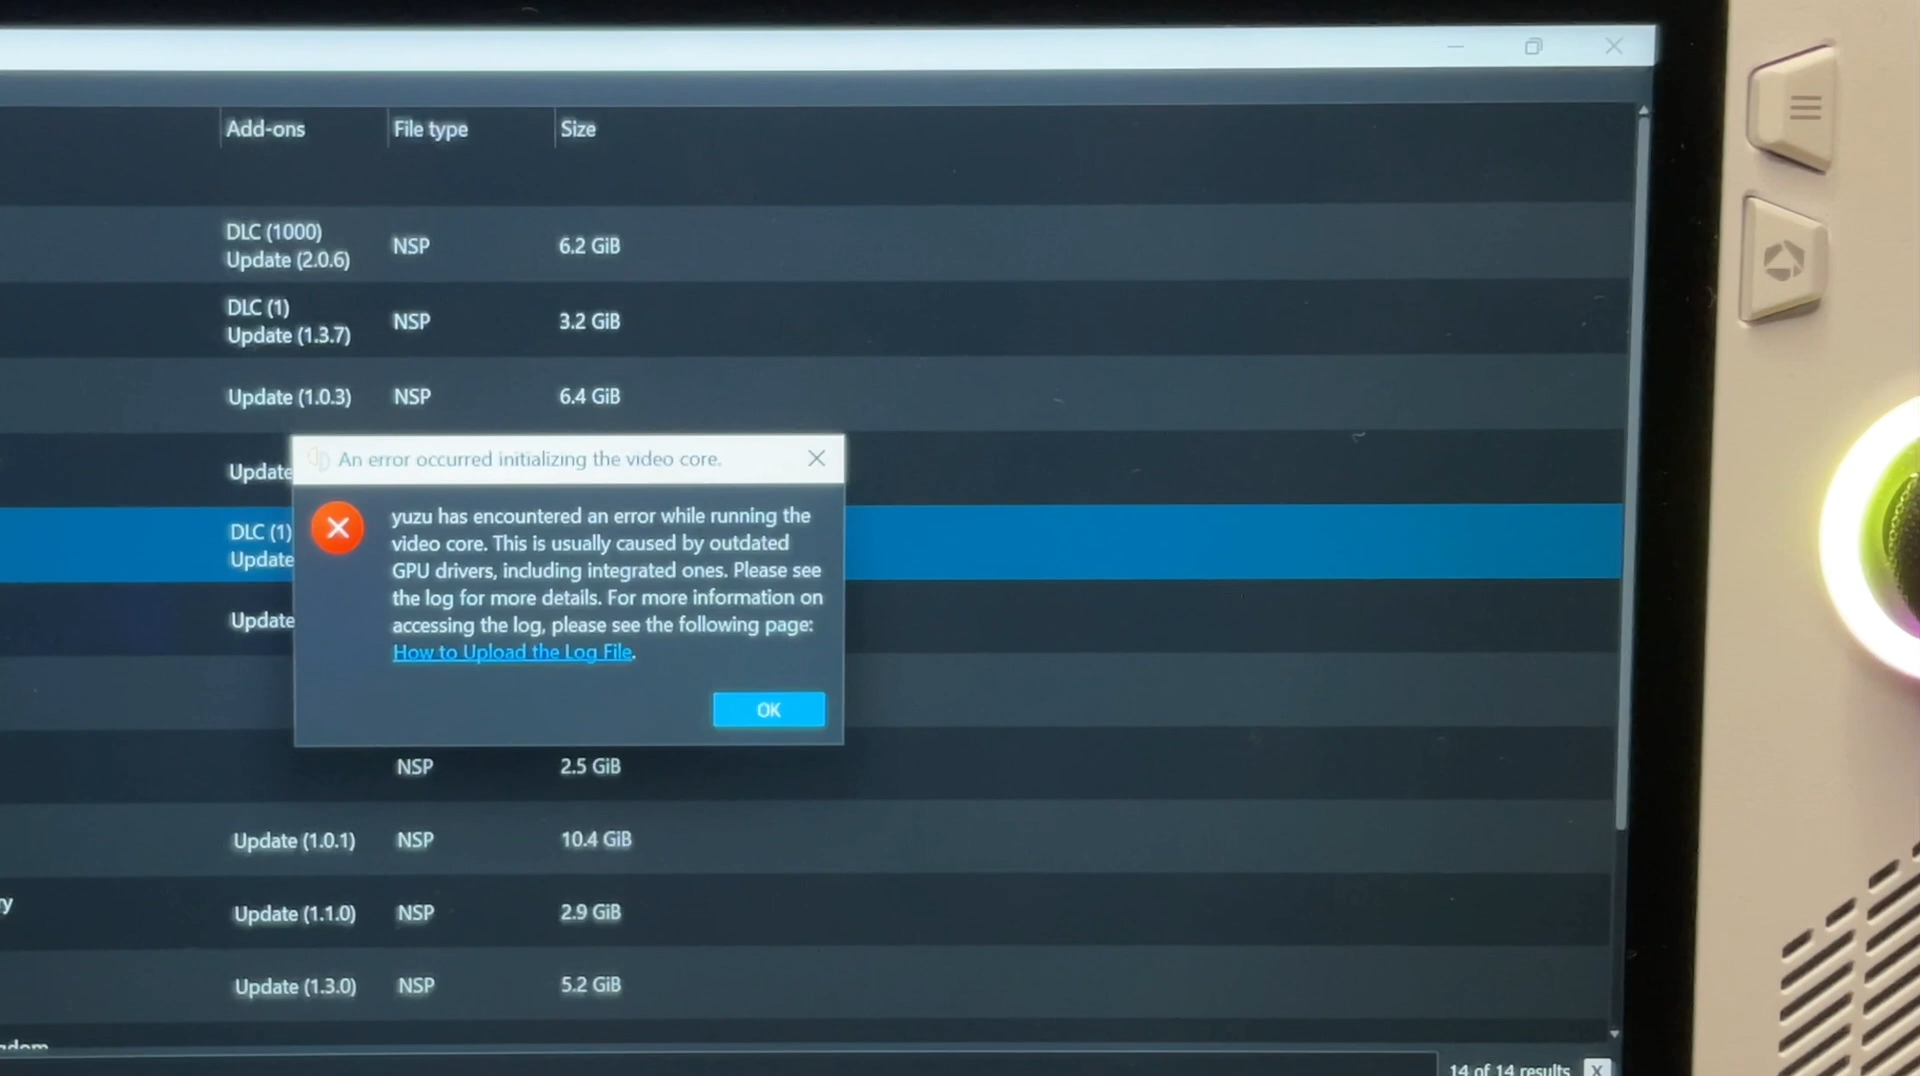 Add-ons
File type
Size
DLC (1000)
Update (2.0.6)
NSP
6.2 GiB
DLC (1)
Update (1.3.7)
NSP
3.2 GiB
Update (1.0.3)
NSP
6.4 GiB
Update
An error occurred initializing the video core.
DLC (1)
Update
yuzu has encountered an error while running the
video core. This is usually caused by outdated
GPU drivers, including integrated ones. Please see
the log for more details. For more information on
accessing the log, please see the following page:
How to Upload the Log File.
Update
OK
NSP
2.5 GiB
Update (1.0.1)
NSP
10.4 GiB
y
Update (1.1.0)
NSP
2.9 GiB
Update (1.3.0)
NSP
5.2 GiB
14 of 14 results
X